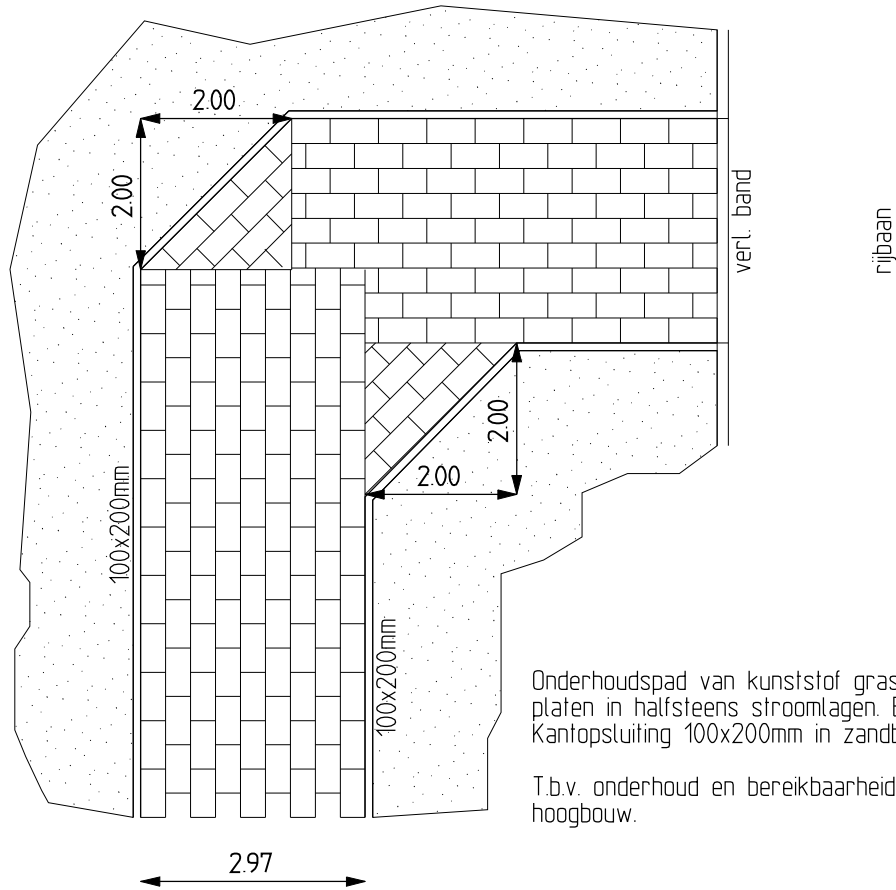 2.00
2.00
verl. band
rijbaan
2.00
2.00
100x200mm
100x200mm
Onderhoudspad van kunststof gras
platen in halfsteens stroomlagen.
Kantopsluiting 100x200mm in zandb
T.b.v. onderhoud en bereikbaarheid
hoogbouw.
2.97